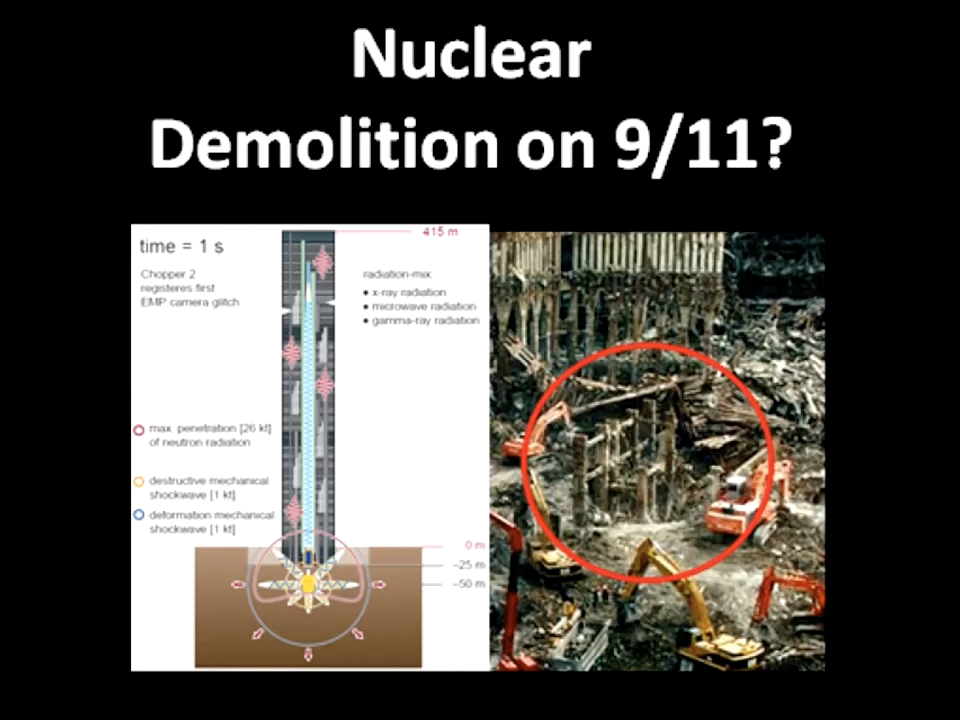 Nuclear
Demolition on 9/11?
415 m
time = 1 s
Chopper 2
registeres first
EMP camera glitch
radiation-mix
• x-ray radiation
• microwave radiation
• gamma-ray radiation
max penetration [26 kt]
of neutron radiation
destructive mechanical
shockwave [1 kt]
deformation mechanical
shockwave [1 kt]
0 m
-25 m
-50 m